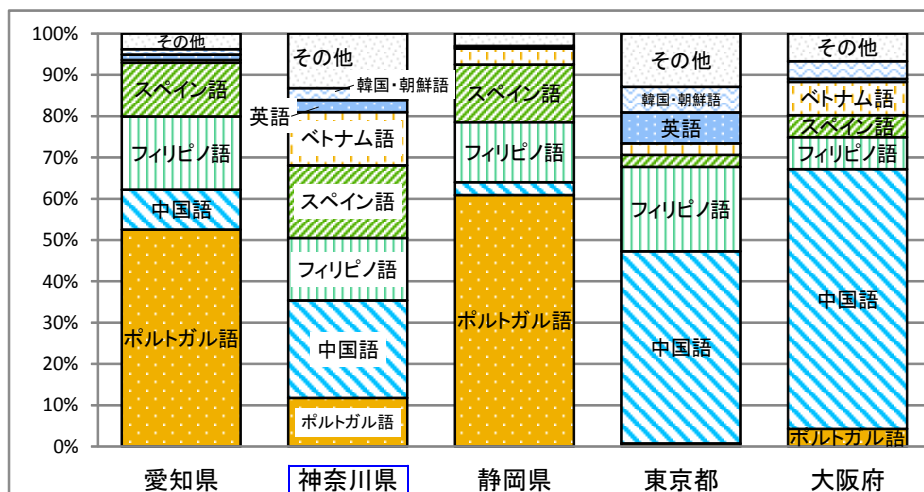 100%
90%
80%
70%
60%
50%
40%
30%
20%
10%
0%
その他
スペイン語
フィリピノ語
中国語
ポルトガル語
その他
韓国・朝鮮語
英語
ベトナム語
スペイン語
フィリピノ語
中国語
ポルトガル語
スペイン語
フィリピノ語
ポルトガル語
その他
韓国・朝鮮語
英語
フィリピノ語
中国語
その他
ベトナム語
スペイン語
フィリピノ語
中国語
ポルトガル語
愛知県 神奈川県 静岡県 東京都 大阪府